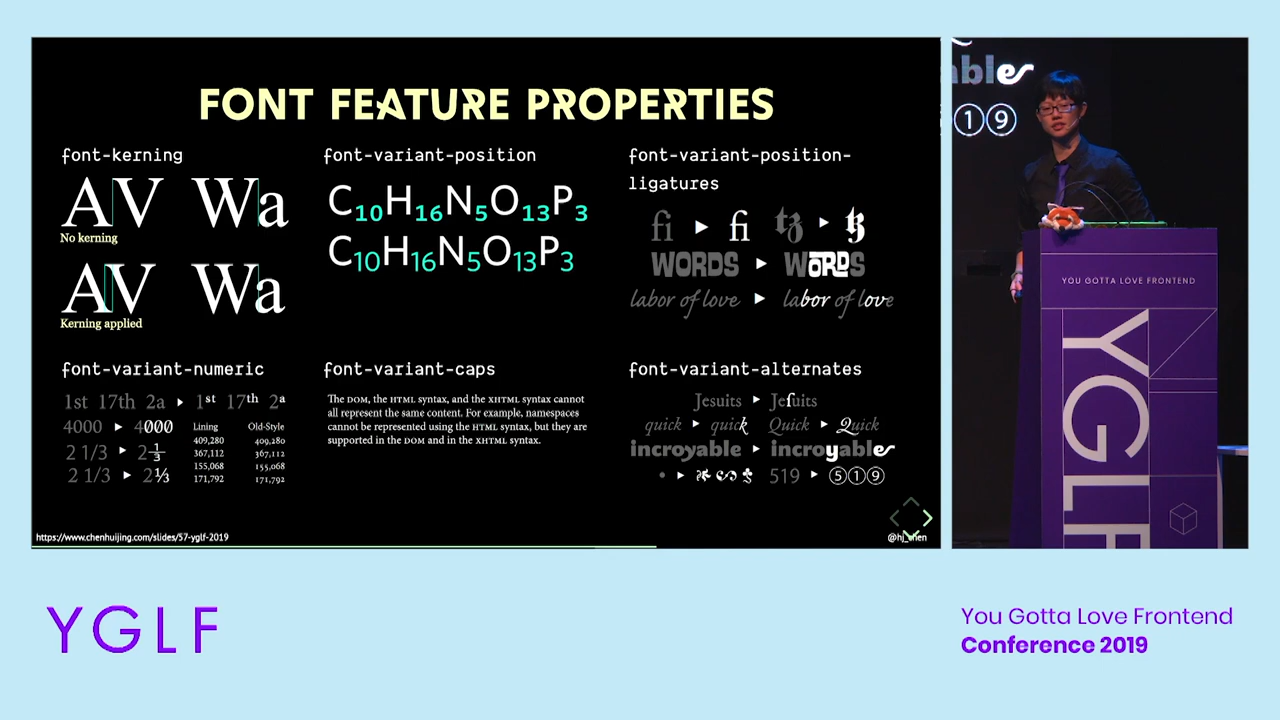 FONT FEATURE PROPERTIES
font-kerning
AV Wa
No kerning
AV Wa
Kerning applied
font-variant-position
C10H16N5O13P3
C10H16N5O13P3
font-variant-position-
ligatures
fi ▸ fi tz ▸ tz
WORDS ▸ WORDS
labor of love ▸ labor of love
font-variant-numeric
1st 17th 2a ▸ 1st 17th 2a
4000 ▸ 4000
2 1/3 ▸ 2⅓
2 1/3 ▸ 2⅓
Lining Old-Style
409,280 409,280
367,112 367,112
155,068 155,068
171,792 171,792
font-variant-caps
The DOM, the HTML syntax, and the XHTML syntax cannot
all represent the same content. For example, namespaces
cannot be represented using the HTML syntax, but they are
supported in the DOM and in the XHTML syntax.
font-variant-alternates
Jesuits ▸ Jeſuits
quick ▸ quick Quick ▸ Quick
incroyable ▸ incroyable
519 ▸ ⑤①⑨
https://www.chenhuijing.com/slides/57-yglf-2019
@hj_chen
able
①⑨
YOU GOTTA LOVE FRONTEND
YGLF
YGLF
You Gotta Love Frontend
Conference 2019